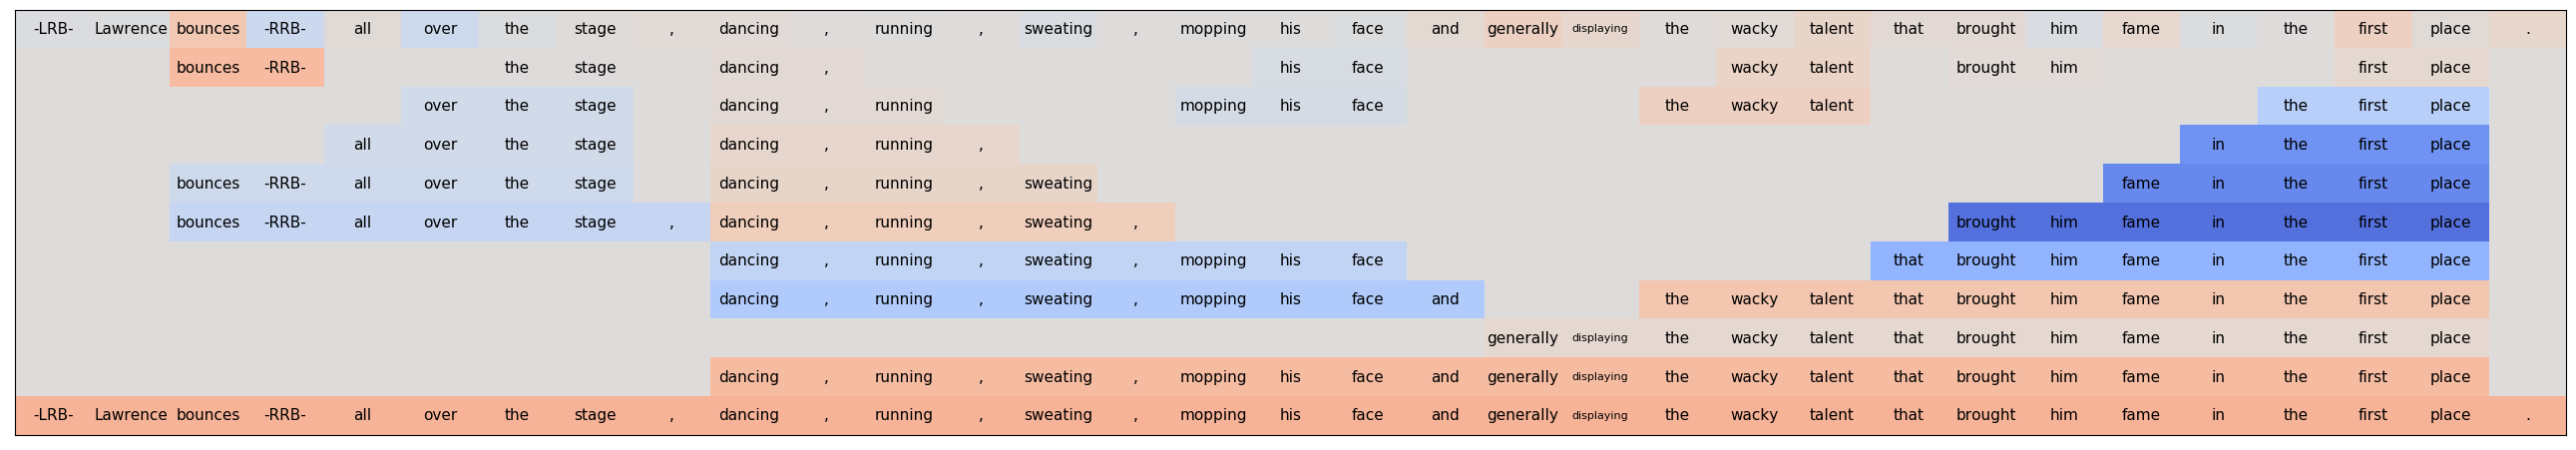 -LRB- Lawrence bounces -RRB- all over the stage , dancing , running , sweating , mopping his face and generally displaying the wacky talent that brought him fame in the first place .
bounces -RRB- the stage dancing , his face wacky talent brought him first place
over the stage dancing , running mopping his face the wacky talent the first place
all over the stage dancing , running , in the first place
bounces -RRB- all over the stage dancing , running , sweating fame in the first place
bounces -RRB- all over the stage , dancing , running , sweating , brought him fame in the first place
dancing , running , sweating , mopping his face that brought him fame in the first place
dancing , running , sweating , mopping his face and the wacky talent that brought him fame in the first place
generally displaying the wacky talent that brought him fame in the first place
dancing , running , sweating , mopping his face and generally displaying the wacky talent that brought him fame in the first place
-LRB- Lawrence bounces -RRB- all over the stage , dancing , running , sweating , mopping his face and generally displaying the wacky talent that brought him fame in the first place .